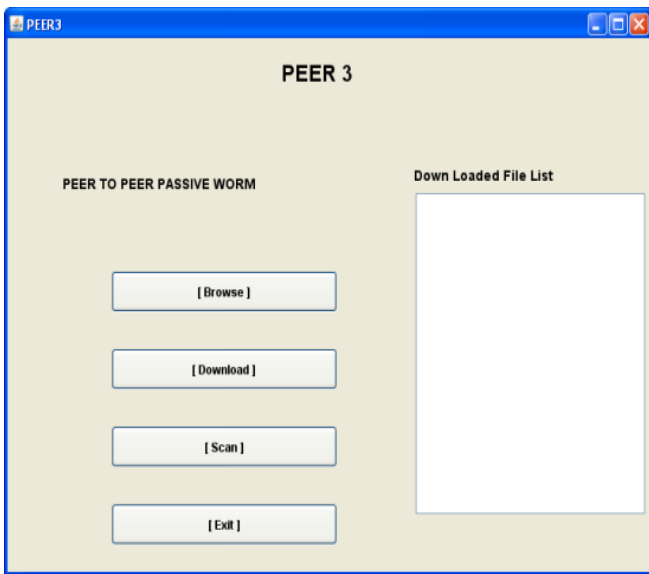 PEER3
PEER 3
PEER TO PEER PASSIVE WORM
Down Loaded File List
[ Browse ]
[ Download ]
[ Scan ]
[ Exit ]